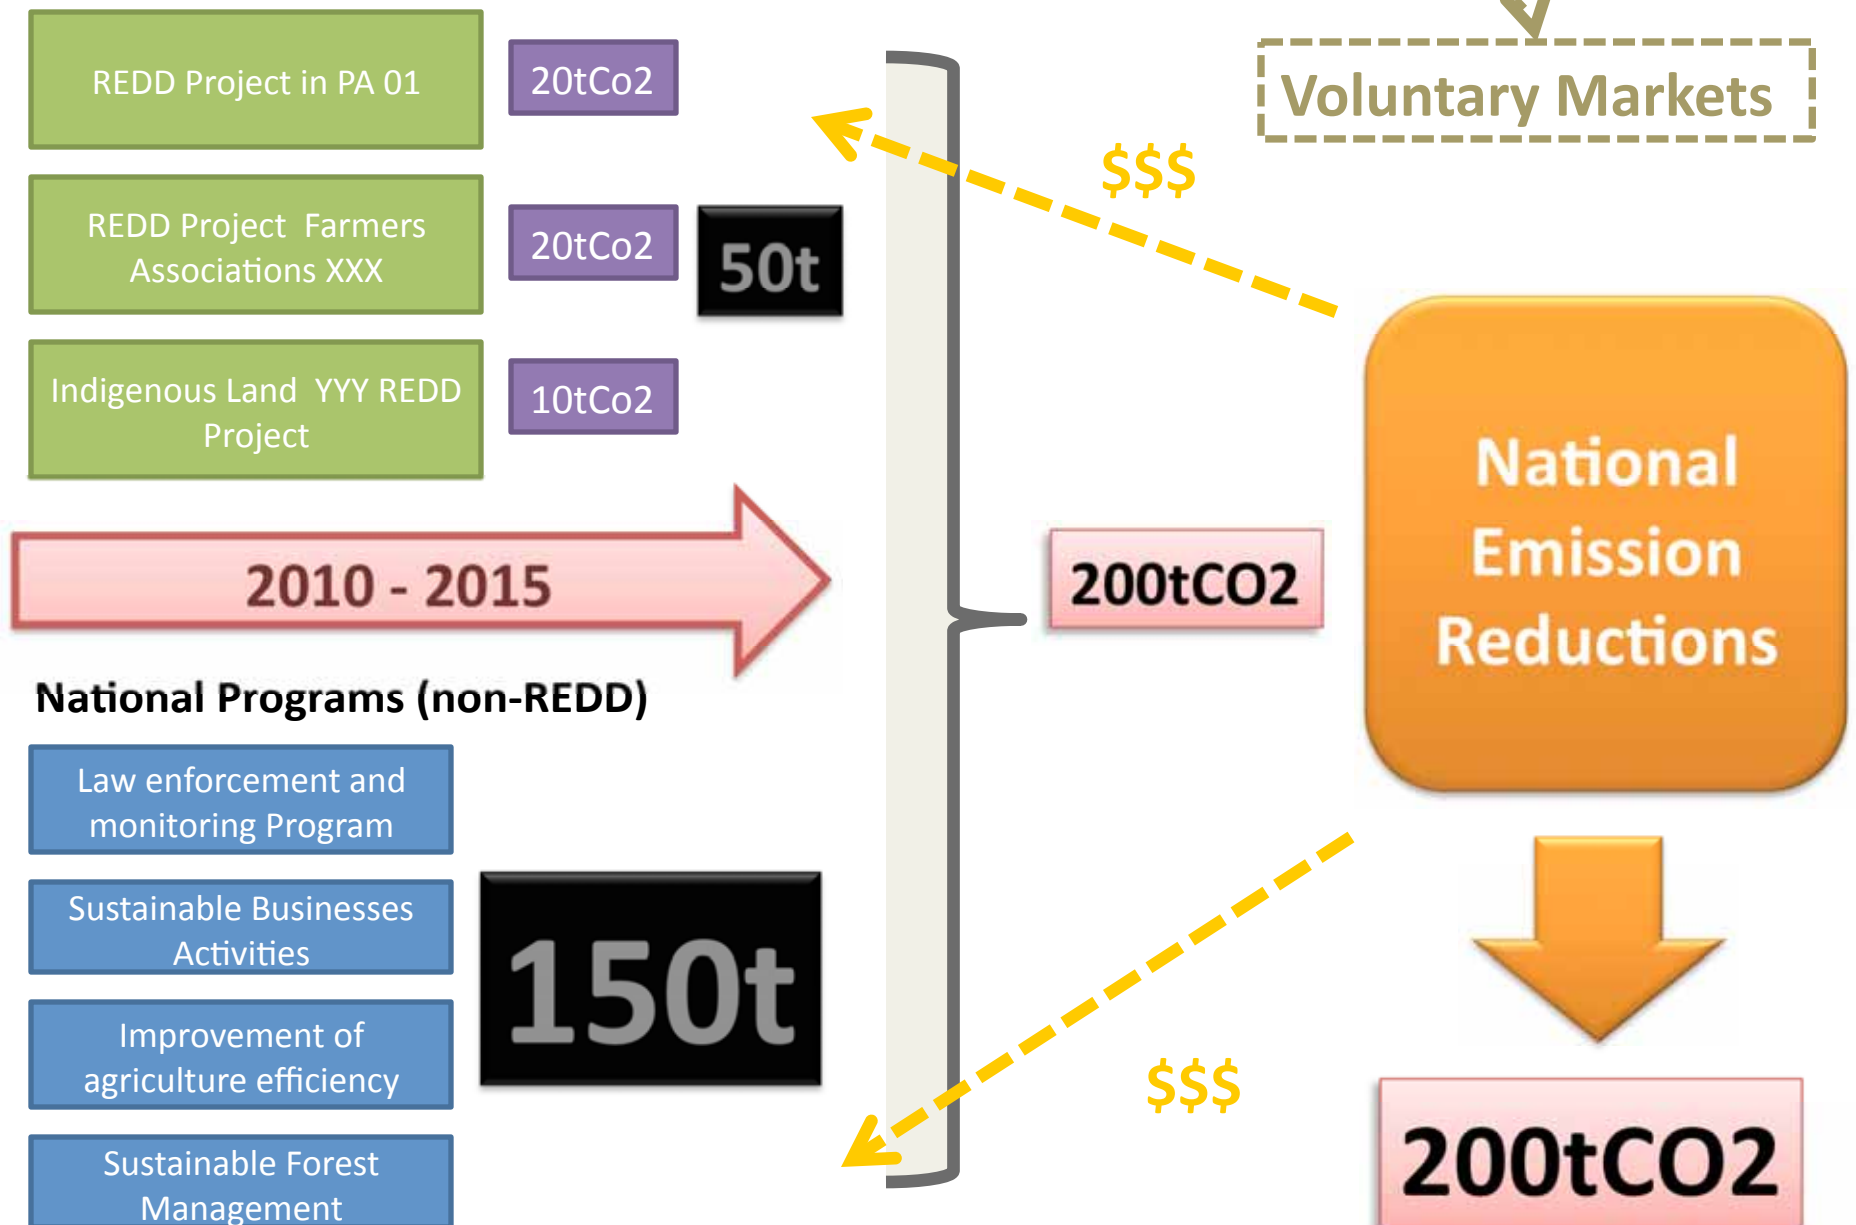 REDD Project in PA 01
20tCo2
REDD Project Farmers
Associations XXX
20tCo2
50t
Indigenous Land YYY REDD
Project
10tCo2
2010 - 2015
National Programs (non-REDD)
Law enforcement and
monitoring Program
Sustainable Businesses
Activities
Improvement of
agriculture efficiency
Sustainable Forest
Management
150t
Voluntary Markets
$$$
200tCO2
National
Emission
Reductions
$$$
200tCO2